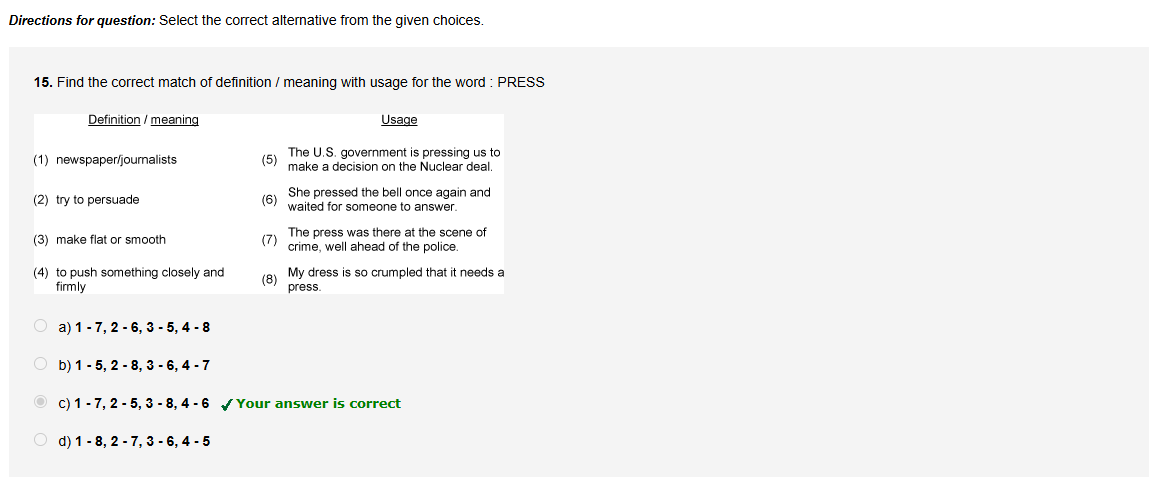 Directions for question: Select the correct alternative from the given choices.
15. Find the correct match of definition / meaning with usage for the word : PRESS
Definition / meaning
Usage
(1) newspaper/journalists
(5) The U.S. government is pressing us to
make a decision on the Nuclear deal.
(2) try to persuade
(6) She pressed the bell once again and
waited for someone to answer.
(3) make flat or smooth
(7) The press was there at the scene of
crime, well ahead of the police.
(4) to push something closely and
firmly
(8) My dress is so crumpled that it needs a
press.
a) 1 - 7, 2 - 6, 3 - 5, 4 - 8
b) 1 - 5, 2 - 8, 3 - 6, 4 - 7
c) 1 - 7, 2 - 5, 3 - 8, 4 - 6 ✓ Your answer is correct
d) 1 - 8, 2 - 7, 3 - 6, 4 - 5